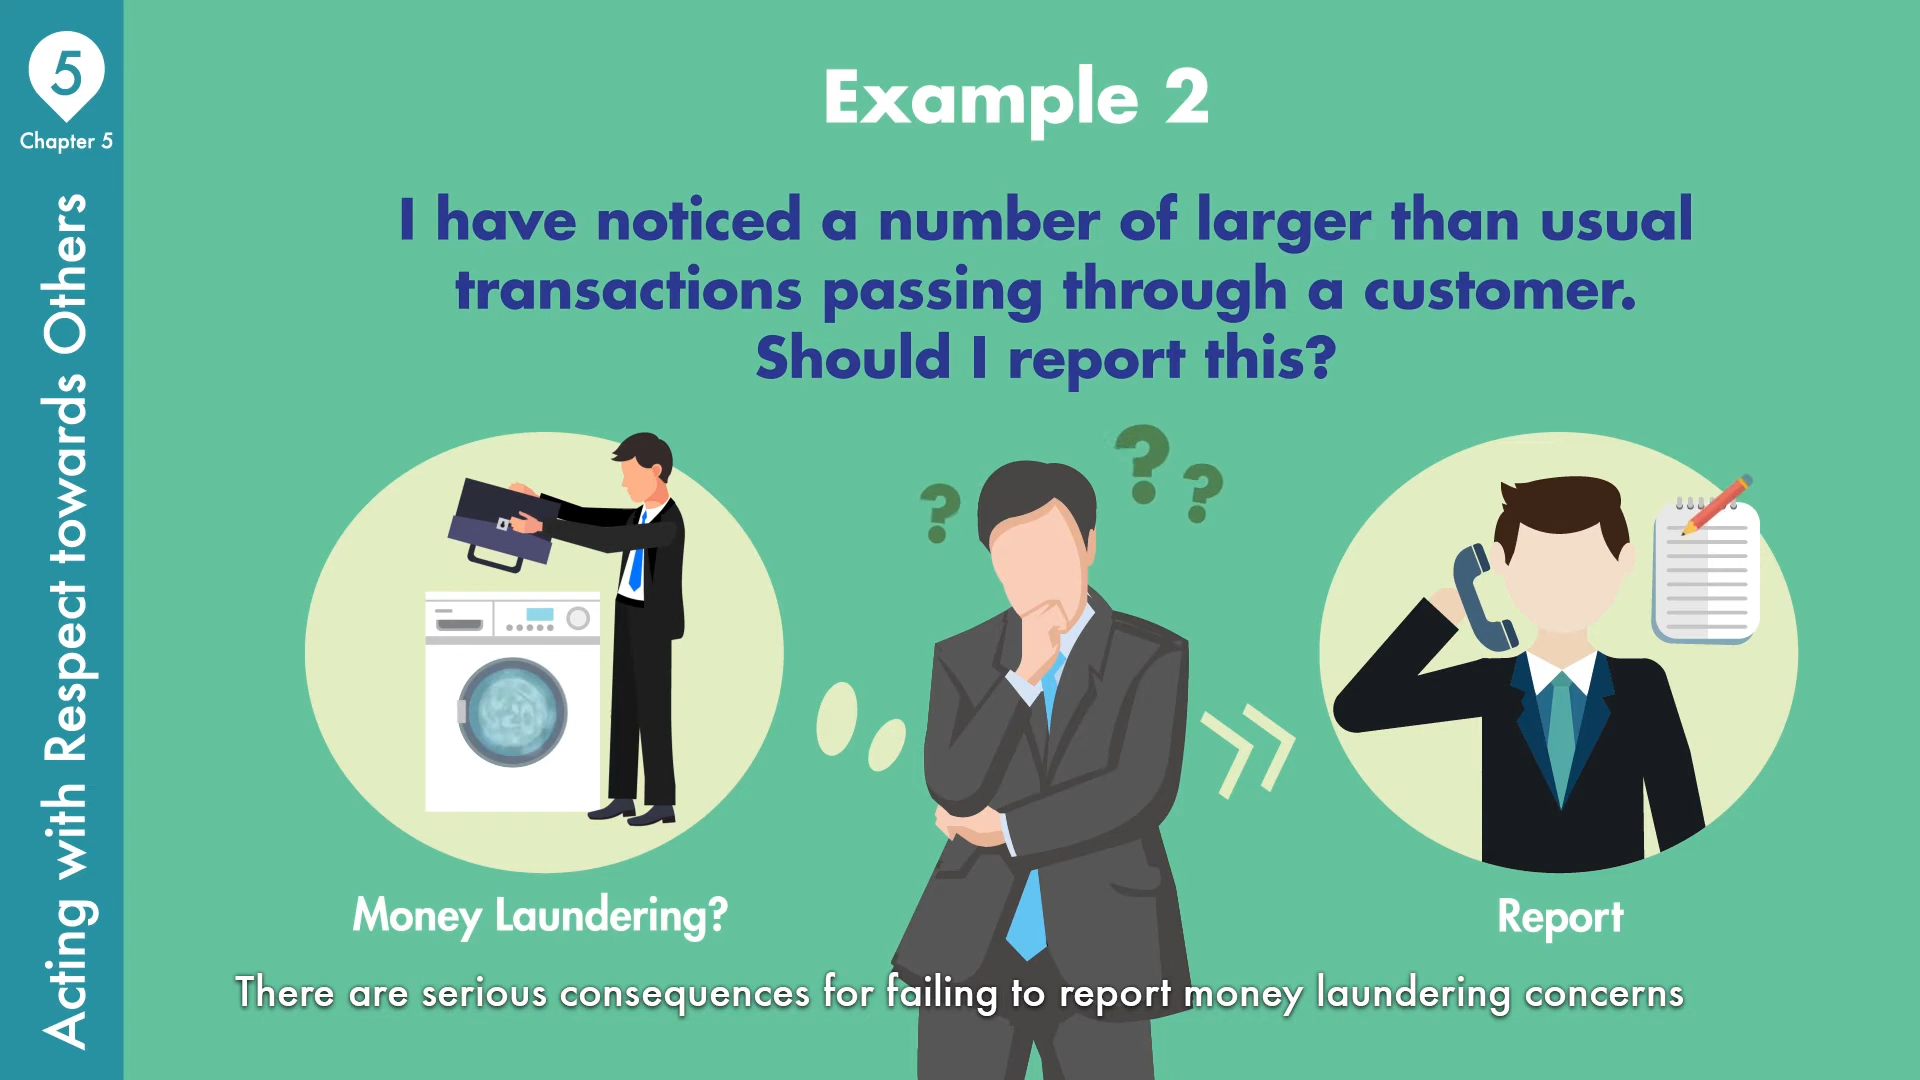 5
Chapter 5
Acting with Respect towards Others
Example 2
I have noticed a number of larger than usual
transactions passing through a customer.
Should I report this?
? ? ?
Money Laundering?
Report
There are serious consequences for failing to report money laundering concerns